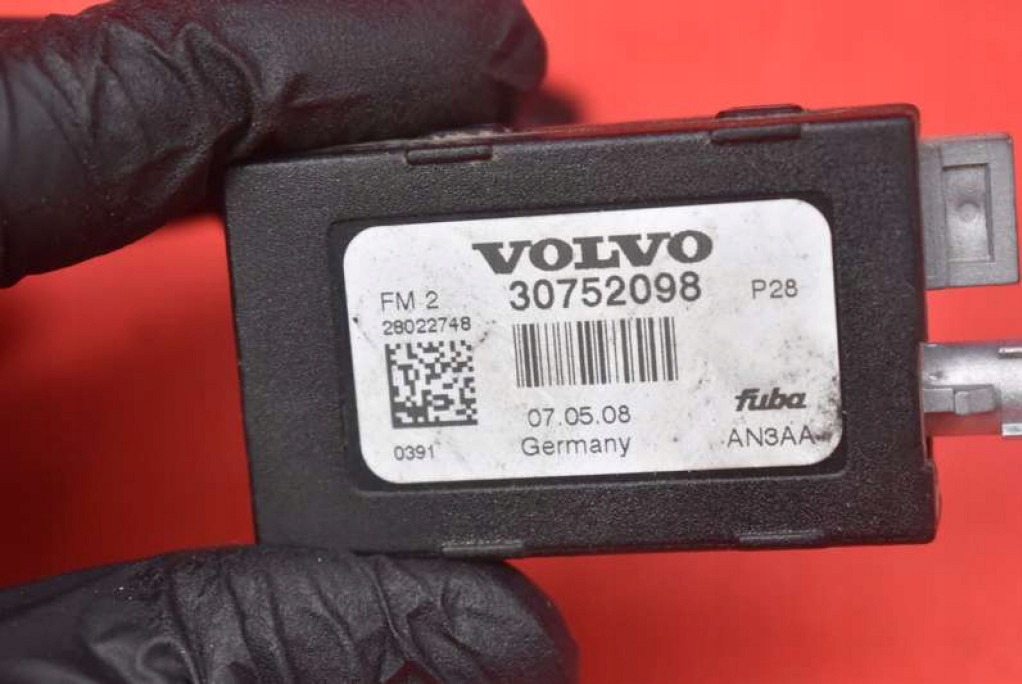 VOLVO
FM 2 30752098 P28
28022748
07.05.08 fuba
0391 Germany AN3AA